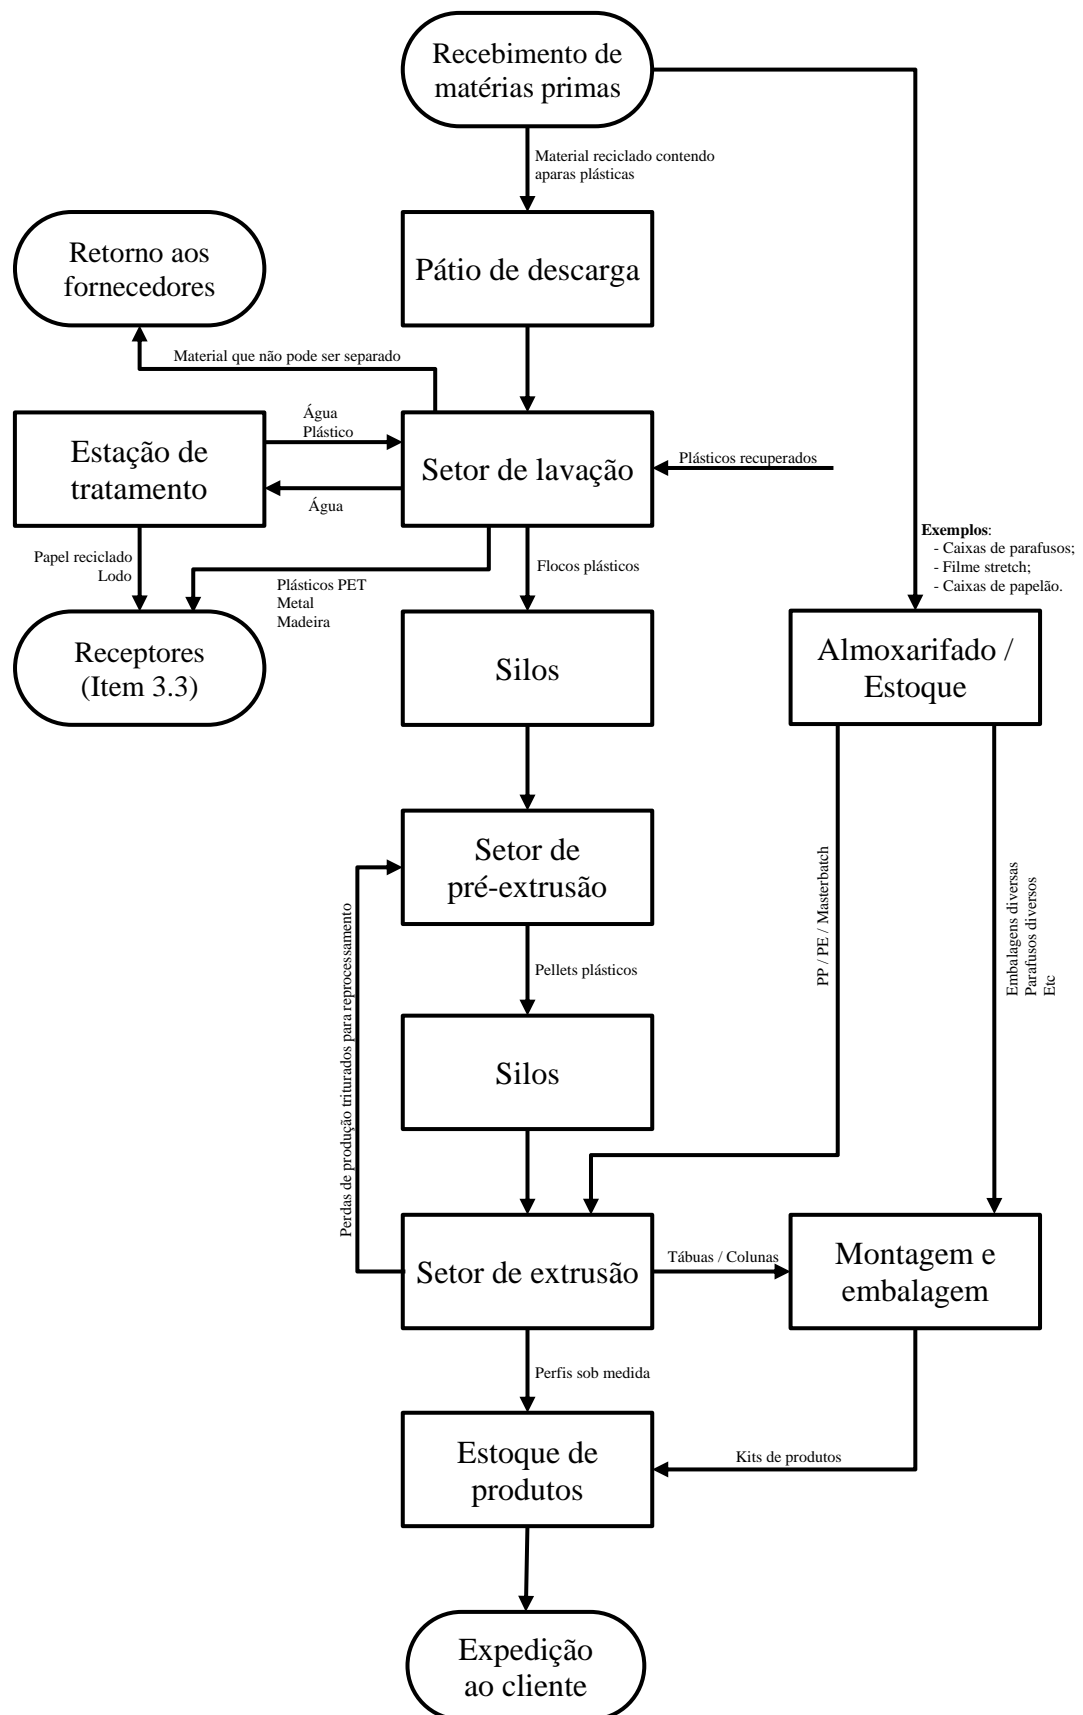 Recebimento de
matérias primas
Material reciclado contendo
aparas plásticas
Retorno aos
fornecedores
Pátio de descarga
Material que não pode ser separado
Estação de
tratamento
Água
Plástico
Água
Setor de lavação
Plásticos recuperados
Papel reciclado
Lodo
Plásticos PET
Metal
Madeira
Flocos plásticos
Exemplos:
- Caixas de parafusos;
- Filme stretch;
- Caixas de papelão.
Receptores
(Item 3.3)
Silos
Almoxarifado /
Estoque
Setor de
pré-extrusão
Perdas de produção triturados para reprocessamento
PP / PE / Masterbatch
Embalagens diversas
Parafusos diversos
Etc
Pellets plásticos
Silos
Setor de extrusão
Tábuas / Colunas
Montagem e
embalagem
Perfis sob medida
Estoque de
produtos
Kits de produtos
Expedição
ao cliente